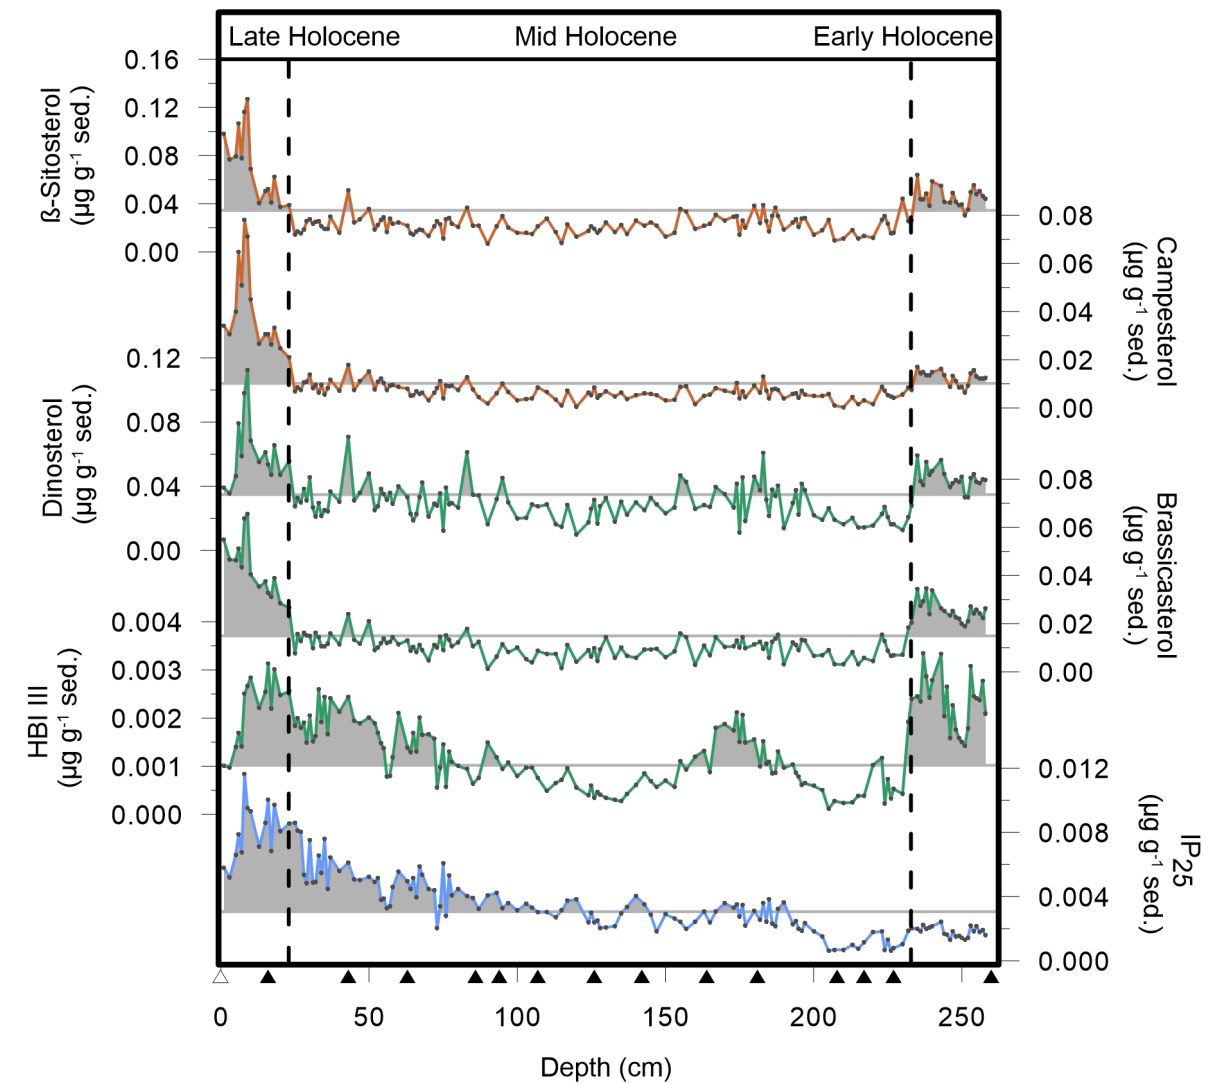 Late Holocene
Mid Holocene
Early Holocene
ß-Sitosterol
(µg g-1 sed.)
0.16
0.12
0.08
0.04
0.00
Campesterol
(µg g-1 sed.)
0.08
0.06
0.04
0.02
0.00
Dinosterol
(µg g-1 sed.)
0.12
0.08
0.04
0.00
Brassicasterol
(µg g-1 sed.)
0.08
0.06
0.04
0.02
0.00
HBI III
(µg g-1 sed.)
0.004
0.003
0.002
0.001
0.000
IP25
(µg g-1 sed.)
0.012
0.008
0.004
0.000
0
50
100
150
200
250
Depth (cm)